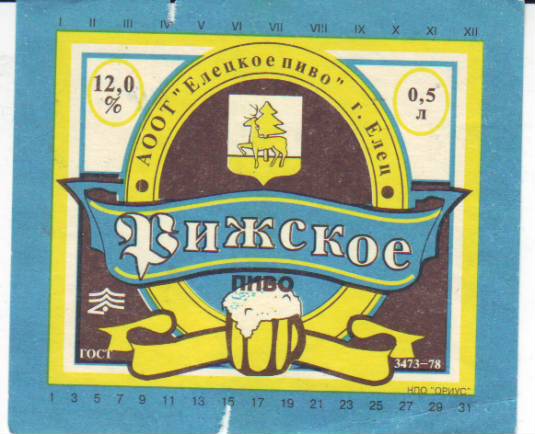 I II III IV V VI VII VIII IX X XI XII
12,0
%
АООТ "Елецкое пиво" г. Елец
0,5
л
Рижское
ПИВО
ГОСТ
3473-78
НПО "ОРИУС"
1 3 5 7 9 11 13 15 17 19 21 23 25 27 29 31